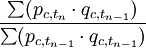 ∑(p_{c,t_n} · q_{c,t_{n-1}})
∑(p_{c,t_{n-1}} · q_{c,t_{n-1}})